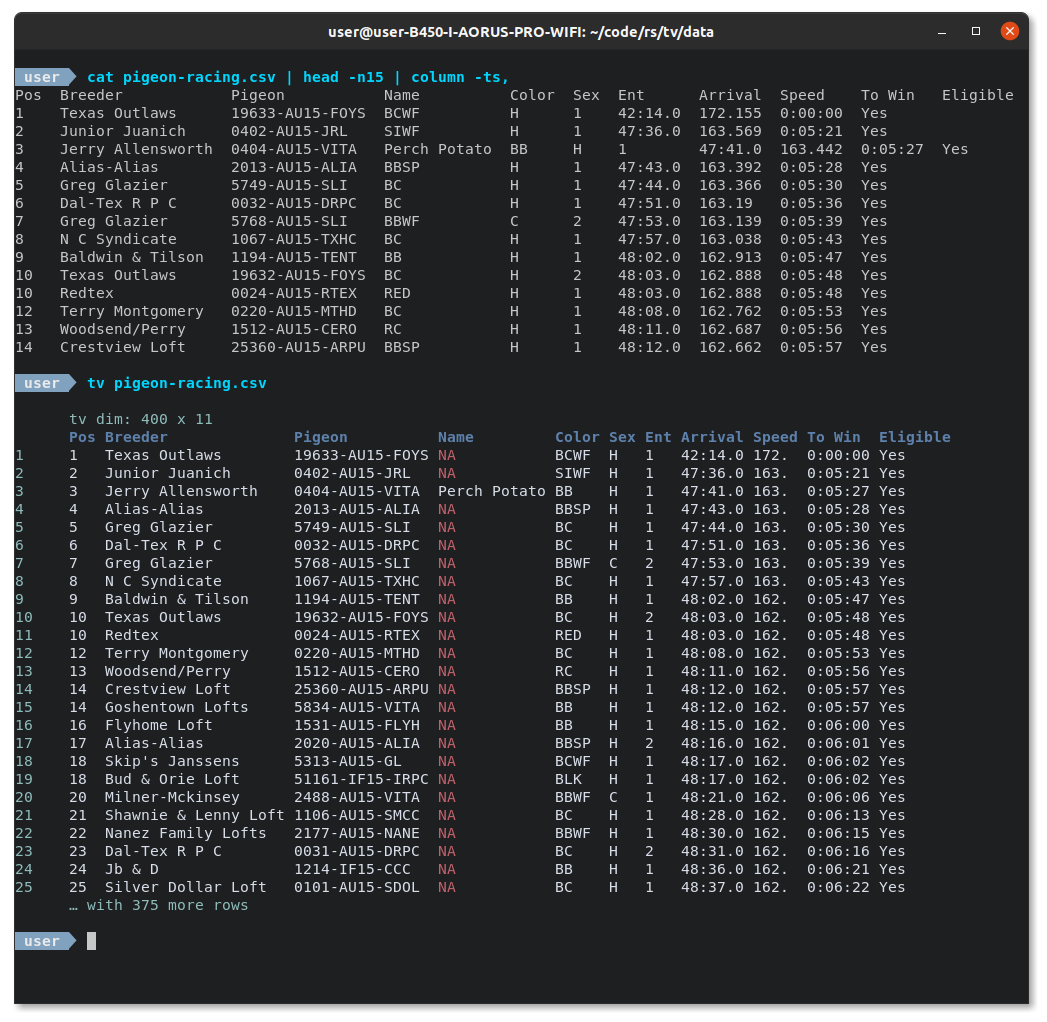 user@user-B450-I-AORUS-PRO-WIFI: ~/code/rs/tv/data
user cat pigeon-racing.csv | head -n15 | column -ts,
Pos Breeder Pigeon Name Color Sex Ent Arrival Speed To Win Eligible
1 Texas Outlaws 19633-AU15-FOYS BCWF H 1 42:14.0 172.155 0:00:00 Yes
2 Junior Juanich 0402-AU15-JRL SIWF H 1 47:36.0 163.569 0:05:21 Yes
3 Jerry Allensworth 0404-AU15-VITA Perch Potato BB H 1 47:41.0 163.442 0:05:27 Yes
4 Alias-Alias 2013-AU15-ALIA BBSP H 1 47:43.0 163.392 0:05:28 Yes
5 Greg Glazier 5749-AU15-SLI BC H 1 47:44.0 163.366 0:05:30 Yes
6 Dal-Tex R P C 0032-AU15-DRPC BC H 1 47:51.0 163.19 0:05:36 Yes
7 Greg Glazier 5768-AU15-SLI BBWF C 2 47:53.0 163.139 0:05:39 Yes
8 N C Syndicate 1067-AU15-TXHC BC H 1 47:57.0 163.038 0:05:43 Yes
9 Baldwin & Tilson 1194-AU15-TENT BB H 1 48:02.0 162.913 0:05:47 Yes
10 Texas Outlaws 19632-AU15-FOYS BC H 2 48:03.0 162.888 0:05:48 Yes
10 Redtex 0024-AU15-RTEX RED H 1 48:03.0 162.888 0:05:48 Yes
12 Terry Montgomery 0220-AU15-MTHD BC H 1 48:08.0 162.762 0:05:53 Yes
13 Woodsend/Perry 1512-AU15-CERO RC H 1 48:11.0 162.687 0:05:56 Yes
14 Crestview Loft 25360-AU15-ARPU BBSP H 1 48:12.0 162.662 0:05:57 Yes
user tv pigeon-racing.csv
tv dim: 400 x 11
Pos Breeder Pigeon Name Color Sex Ent Arrival Speed To Win Eligible
1 1 Texas Outlaws 19633-AU15-FOYS NA BCWF H 1 42:14.0 172. 0:00:00 Yes
2 2 Junior Juanich 0402-AU15-JRL NA SIWF H 1 47:36.0 163. 0:05:21 Yes
3 3 Jerry Allensworth 0404-AU15-VITA Perch Potato BB H 1 47:41.0 163. 0:05:27 Yes
4 4 Alias-Alias 2013-AU15-ALIA NA BBSP H 1 47:43.0 163. 0:05:28 Yes
5 5 Greg Glazier 5749-AU15-SLI NA BC H 1 47:44.0 163. 0:05:30 Yes
6 6 Dal-Tex R P C 0032-AU15-DRPC NA BC H 1 47:51.0 163. 0:05:36 Yes
7 7 Greg Glazier 5768-AU15-SLI NA BBWF C 2 47:53.0 163. 0:05:39 Yes
8 8 N C Syndicate 1067-AU15-TXHC NA BC H 1 47:57.0 163. 0:05:43 Yes
9 9 Baldwin & Tilson 1194-AU15-TENT NA BB H 1 48:02.0 162. 0:05:47 Yes
10 10 Texas Outlaws 19632-AU15-FOYS NA BC H 2 48:03.0 162. 0:05:48 Yes
11 10 Redtex 0024-AU15-RTEX NA RED H 1 48:03.0 162. 0:05:48 Yes
12 12 Terry Montgomery 0220-AU15-MTHD NA BC H 1 48:08.0 162. 0:05:53 Yes
13 13 Woodsend/Perry 1512-AU15-CERO NA RC H 1 48:11.0 162. 0:05:56 Yes
14 14 Crestview Loft 25360-AU15-ARPU NA BBSP H 1 48:12.0 162. 0:05:57 Yes
15 14 Goshentown Lofts 5834-AU15-VITA NA BB H 1 48:12.0 162. 0:05:57 Yes
16 16 Flyhome Loft 1531-AU15-FLYH NA BB H 1 48:15.0 162. 0:06:00 Yes
17 17 Alias-Alias 2020-AU15-ALIA NA BBSP H 2 48:16.0 162. 0:06:01 Yes
18 18 Skip's Janssens 5313-AU15-GL NA BCWF H 1 48:17.0 162. 0:06:02 Yes
19 18 Bud & Orie Loft 51161-IF15-IRPC NA BLK H 1 48:17.0 162. 0:06:02 Yes
20 20 Milner-Mckinsey 2488-AU15-VITA NA BBWF C 1 48:21.0 162. 0:06:06 Yes
21 21 Shawnie & Lenny Loft 1106-AU15-SMCC NA BC H 1 48:28.0 162. 0:06:13 Yes
22 22 Nanez Family Lofts 2177-AU15-NANE NA BBWF H 1 48:30.0 162. 0:06:15 Yes
23 23 Dal-Tex R P C 0031-AU15-DRPC NA BC H 2 48:31.0 162. 0:06:16 Yes
24 24 Jb & D 1214-IF15-CCC NA BB H 1 48:36.0 162. 0:06:21 Yes
25 25 Silver Dollar Loft 0101-AU15-SDOL NA BC H 1 48:37.0 162. 0:06:22 Yes
… with 375 more rows
user